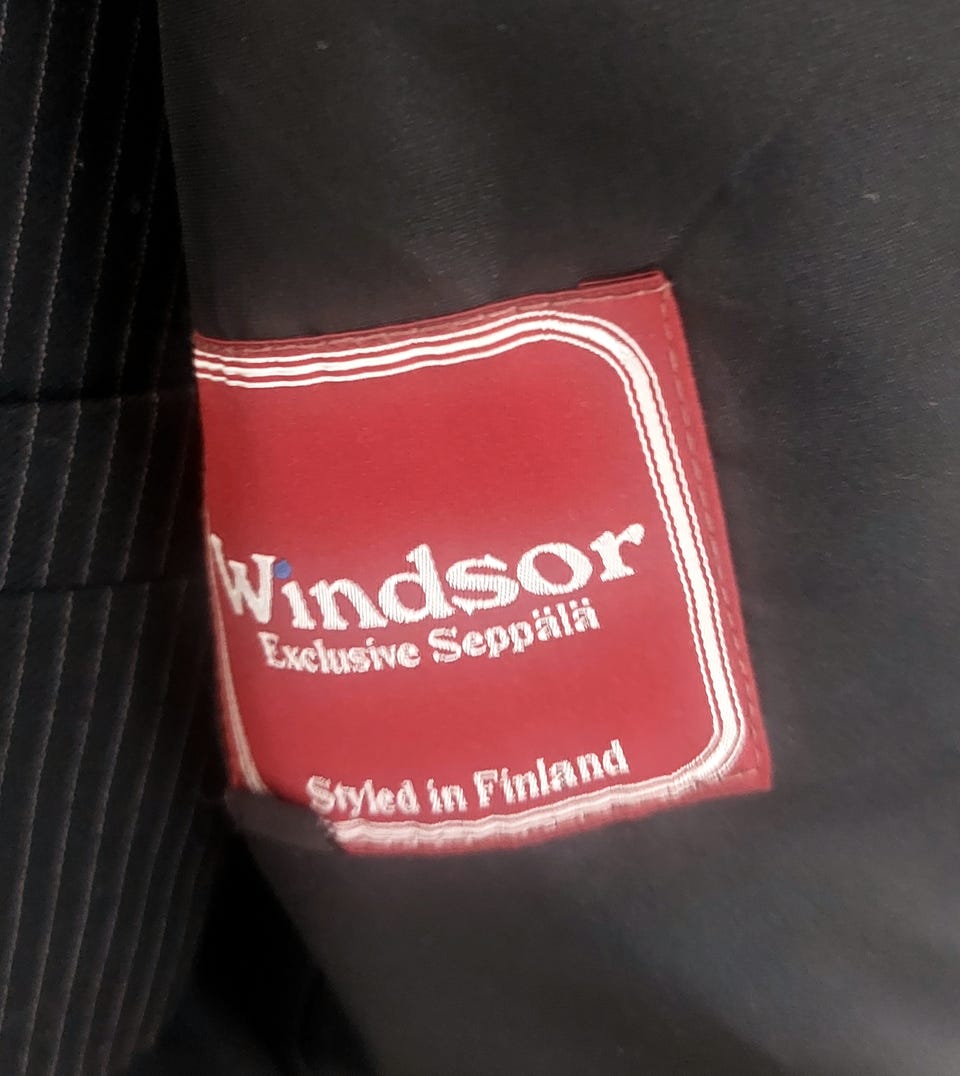 Windsor
Exclusive Seppälä
Styled in Finland